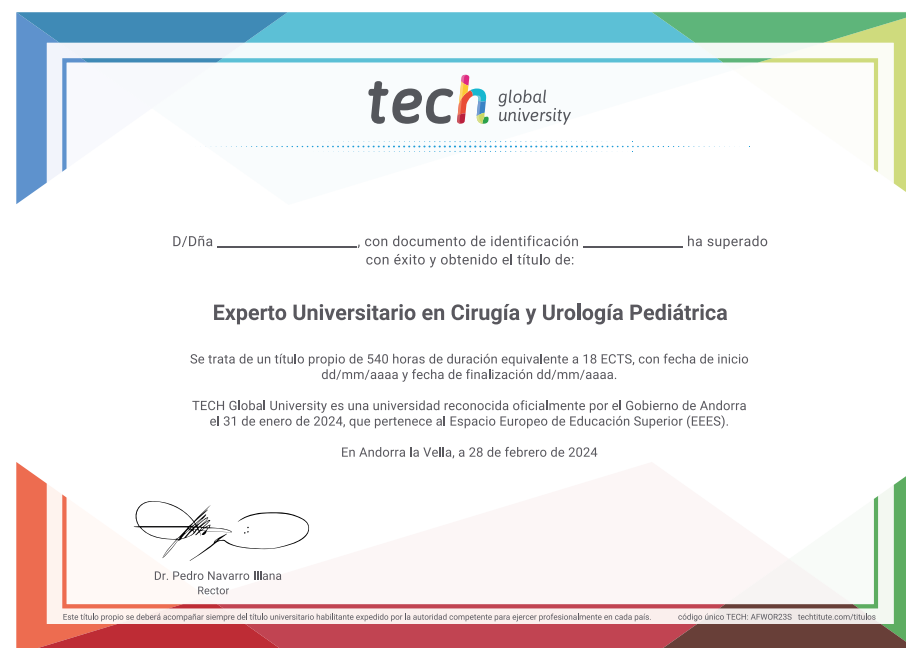 tech global university
D/Dña ________________, con documento de identificación ____________ ha superado
con éxito y obtenido el título de:
Experto Universitario en Cirugía y Urología Pediátrica
Se trata de un título propio de 540 horas de duración equivalente a 18 ECTS, con fecha de inicio
dd/mm/aaaa y fecha de finalización dd/mm/aaaa.
TECH Global University es una universidad reconocida oficialmente por el Gobierno de Andorra
el 31 de enero de 2024, que pertenece al Espacio Europeo de Educación Superior (EEES).
En Andorra la Vella, a 28 de febrero de 2024
Dr. Pedro Navarro Illana
Rector
Este título propio se deberá acompañar siempre del título universitario habilitante expedido por la autoridad competente para ejercer profesionalmente en cada país. código único TECH: AFWOR23S techtitute.com/titulos